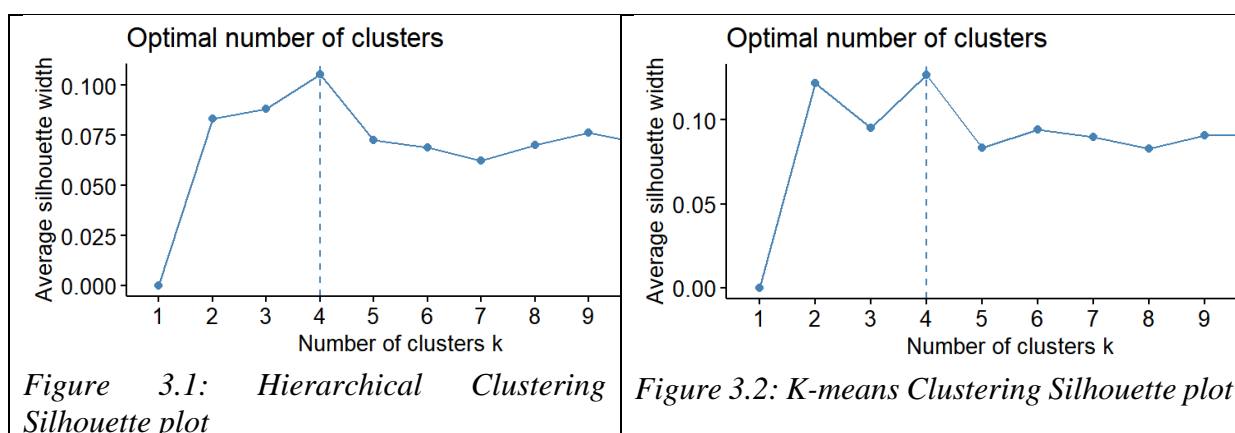 Optimal number of clusters
Average silhouette width
0.100
0.075
0.050
0.025
0.000
1 2 3 4 5 6 7 8 9
Number of clusters k
Figure 3.1: Hierarchical Clustering
Silhouette plot
Optimal number of clusters
Average silhouette width
0.10
0.05
0.00
1 2 3 4 5 6 7 8 9
Number of clusters k
Figure 3.2: K-means Clustering Silhouette plot